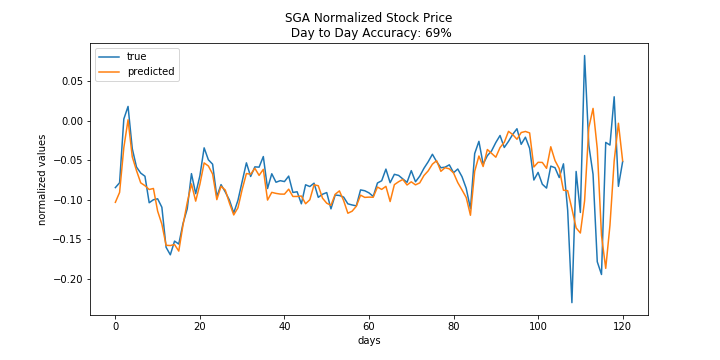 SGA Normalized Stock Price
Day to Day Accuracy: 69%
true
predicted
normalized values
0.05
0.00
−0.05
−0.10
−0.15
−0.20
0
20
40
60
80
100
120
days